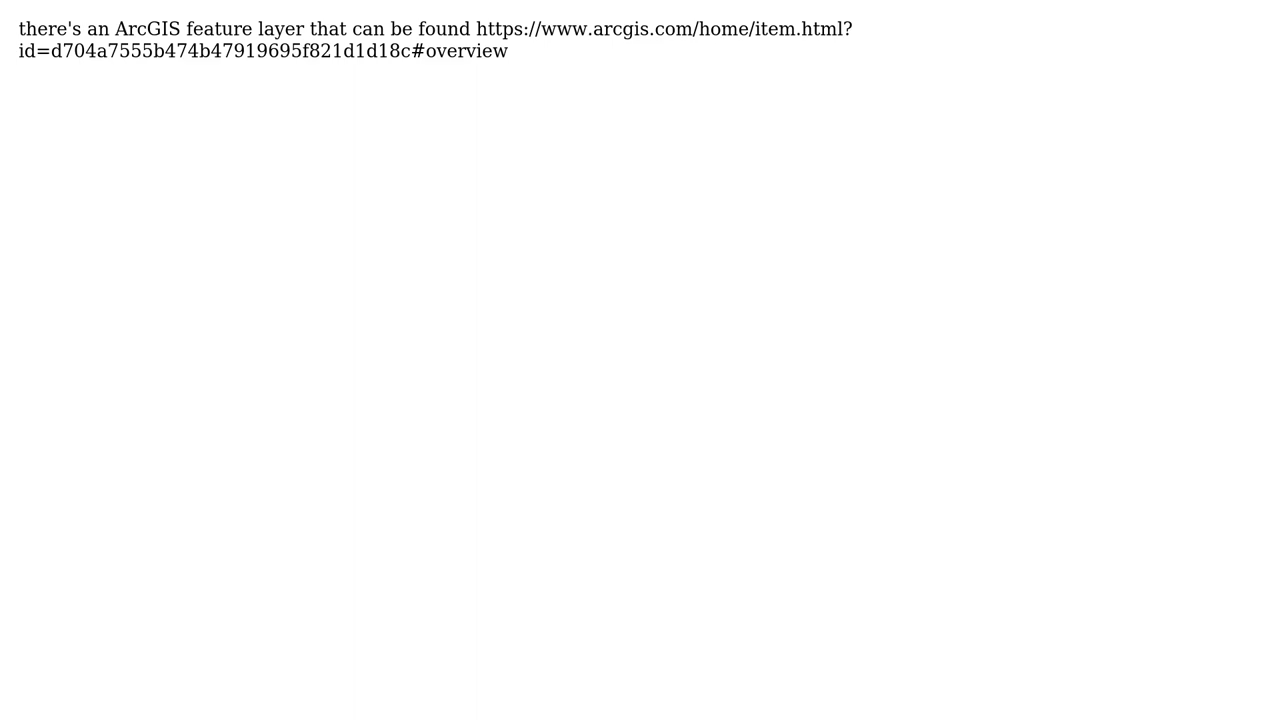 there's an ArcGIS feature layer that can be found https://www.arcgis.com/home/item.html?
id=d704a7555b474b47919695f821d1d18c#overview